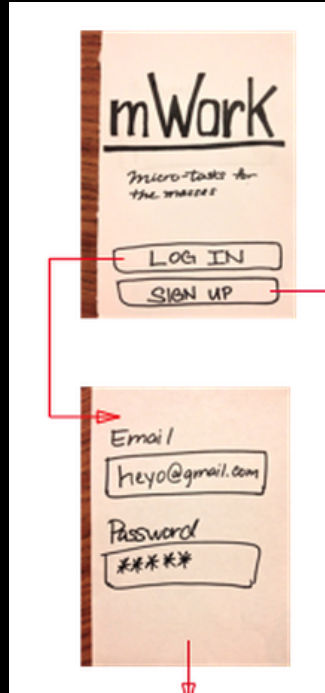 mWork
Micro-tasks for
the masses
LOG IN
SIGN UP
Email
heyo@gmail.com
Password
*****